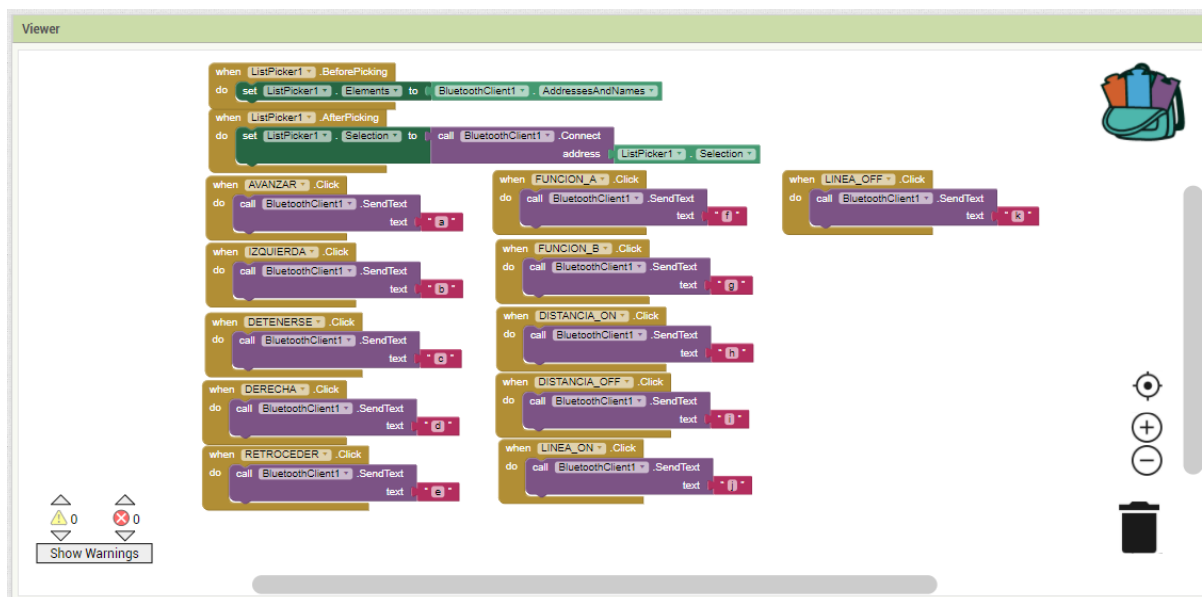 Viewer
when ListPicker1 .BeforePicking
do set ListPicker1 . Elements to BluetoothClient1 . AddressesAndNames
when ListPicker1 .AfterPicking
do set ListPicker1 . Selection to call BluetoothClient1 .Connect
address ListPicker1 . Selection
when AVANZAR .Click
do call BluetoothClient1 .SendText
text " a "
when IZQUIERDA .Click
do call BluetoothClient1 .SendText
text " b "
when DETENERSE .Click
do call BluetoothClient1 .SendText
text " c "
when DERECHA .Click
do call BluetoothClient1 .SendText
text " d "
when RETROCEDER .Click
do call BluetoothClient1 .SendText
text " e "
when FUNCION_A .Click
do call BluetoothClient1 .SendText
text " f "
when FUNCION_B .Click
do call BluetoothClient1 .SendText
text " g "
when DISTANCIA_ON .Click
do call BluetoothClient1 .SendText
text " h "
when DISTANCIA_OFF .Click
do call BluetoothClient1 .SendText
text " i "
when LINEA_ON .Click
do call BluetoothClient1 .SendText
text " j "
when LINEA_OFF .Click
do call BluetoothClient1 .SendText
text " k "
0 0
Show Warnings